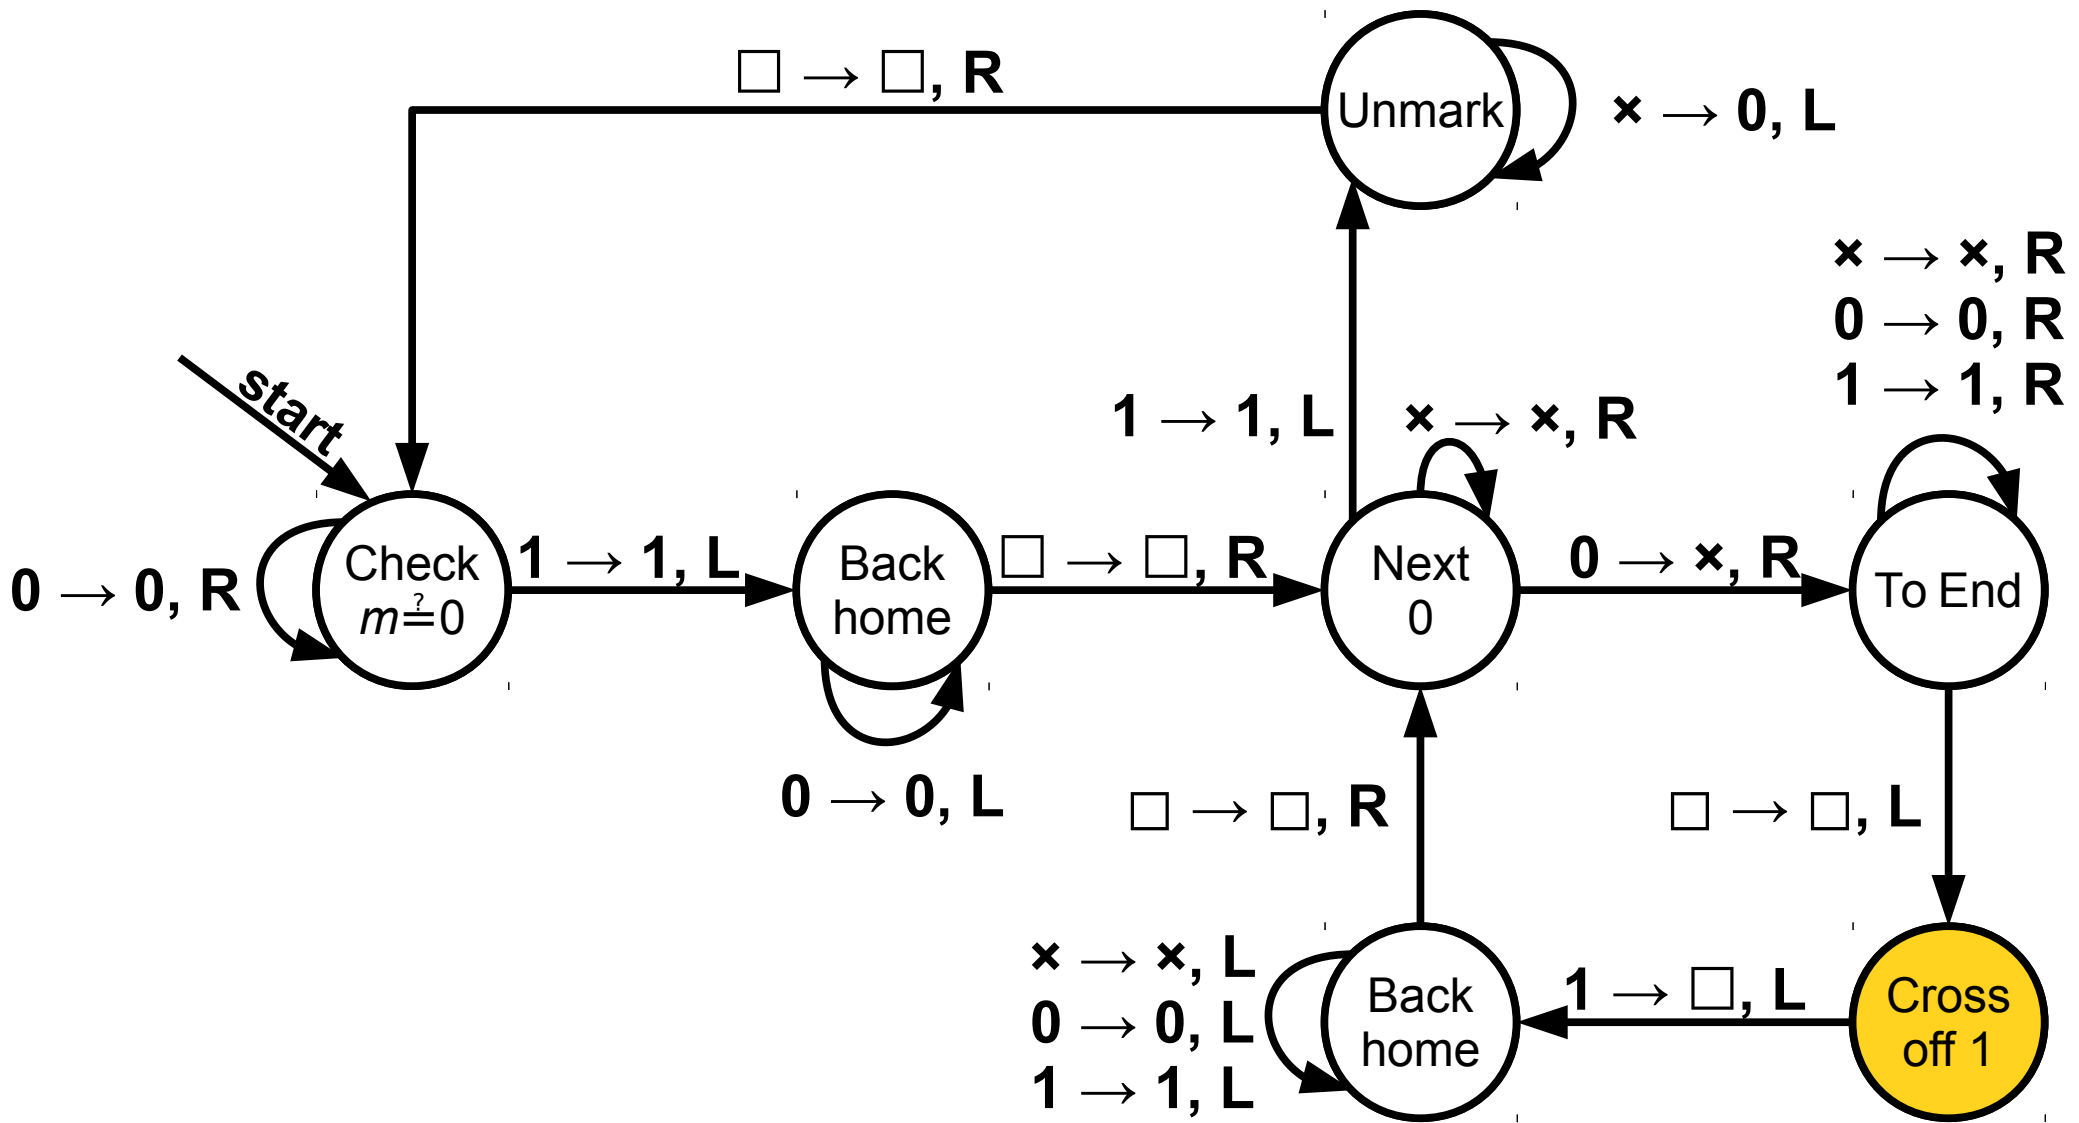 □ → □, R
Unmark
× → 0, L
× → ×, R
0 → 0, R
1 → 1, R
start
1 → 1, L
× → ×, R
0 → 0, R
Check
m≟0
1 → 1, L
Back
home
□ → □, R
Next
0
0 → ×, R
To End
0 → 0, L
□ → □, R
□ → □, L
× → ×, L
0 → 0, L
1 → 1, L
Back
home
1 → □, L
Cross
off 1